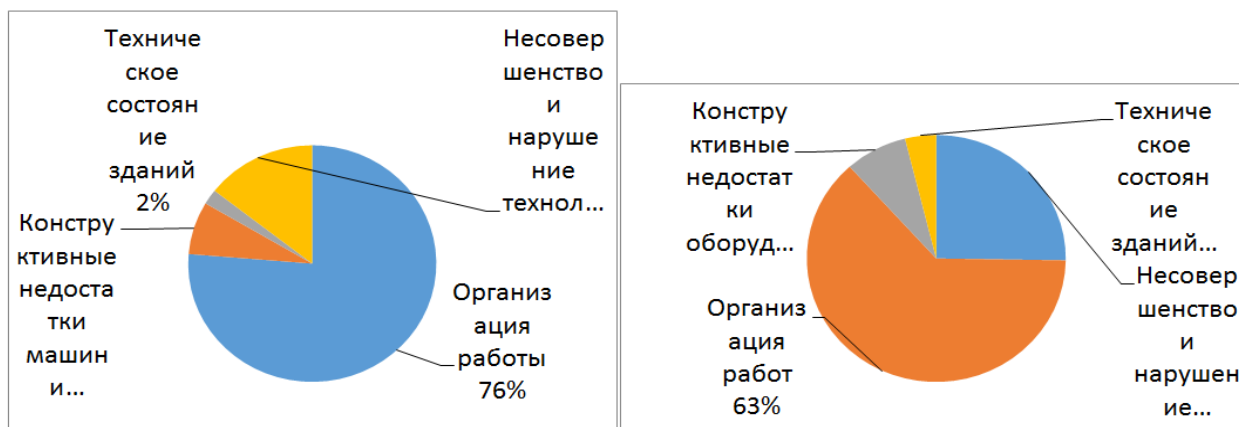 Техниче
ское
состоян
ие
зданий
2%
Несовер
шенство
и
наруше
ние
технол...
Констру
ктивные
недоста
тки
машин
и...
Организ
ация
работы
76%
Констру
ктивные
недостат
ки
оборуд...
Техниче
ское
состоян
ие
зданий...
Организ
ация
работ
63%
Несовер
шенство
и
нарушен
ие...